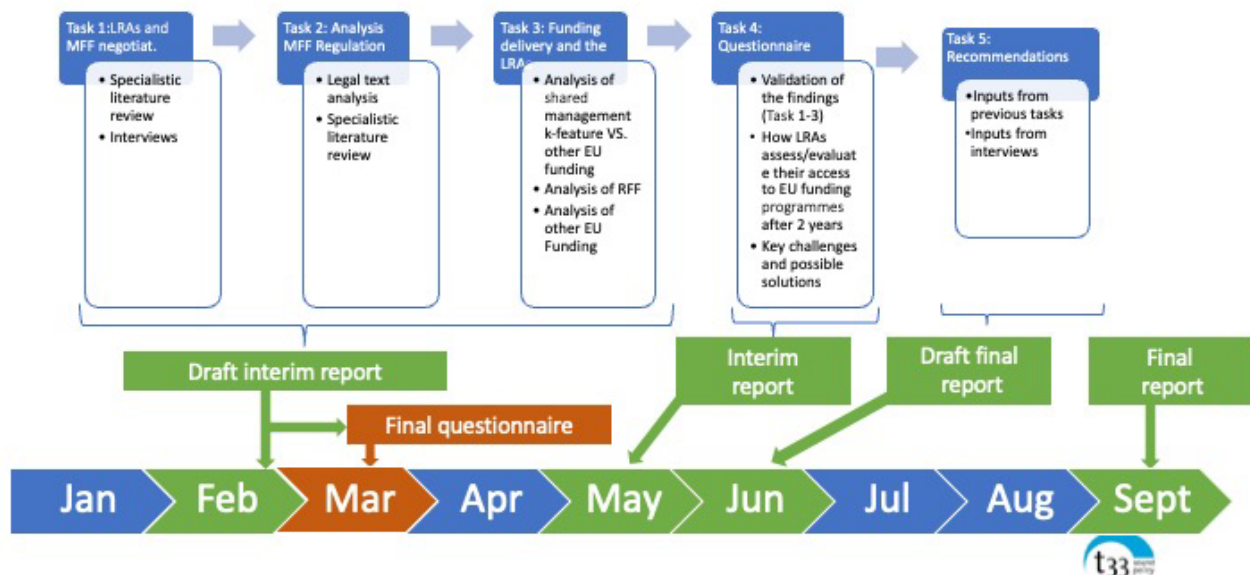 Task 1:LRAs and
MFF negotiat.
• Specialistic
literature
review
• Interviews
Task 2: Analysis
MFF Regulation
• Legal text
analysis
• Specialistic
literature
review
Task 3: Funding
delivery and the
LRAs
• Analysis of
shared
management
k-feature VS.
other EU
funding
• Analysis of RFF
• Analysis of
other EU
Funding
Task 4:
Questionnaire
• Validation of
the findings
(Task 1-3)
• How LRAs
assess/evaluat
e their access
to EU funding
programmes
after 2 years
• Key challenges
and possible
solutions
Task 5:
Recommendations
•Inputs from
previous tasks
•Inputs from
interviews
Draft interim report
Interim
report
Draft final
report
Final
report
Final questionnaire
Jan
Feb
Mar
Apr
May
Jun
Jul
Aug
Sept
t33
sound
policy